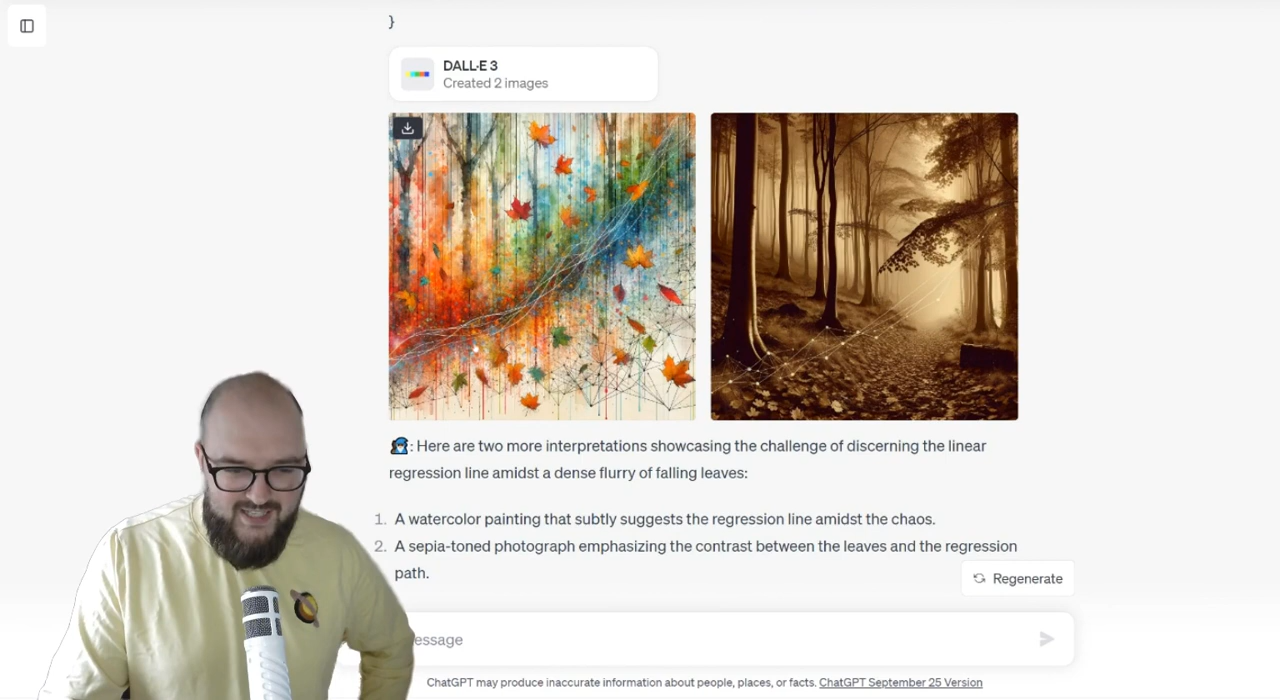 }
DALL·E 3
Created 2 images
: Here are two more interpretations showcasing the challenge of discerning the linear
regression line amidst a dense flurry of falling leaves:
1. A watercolor painting that subtly suggests the regression line amidst the chaos.
2. A sepia-toned photograph emphasizing the contrast between the leaves and the regression
path.
Regenerate
essage
ChatGPT may produce inaccurate information about people, places, or facts. ChatGPT September 25 Version